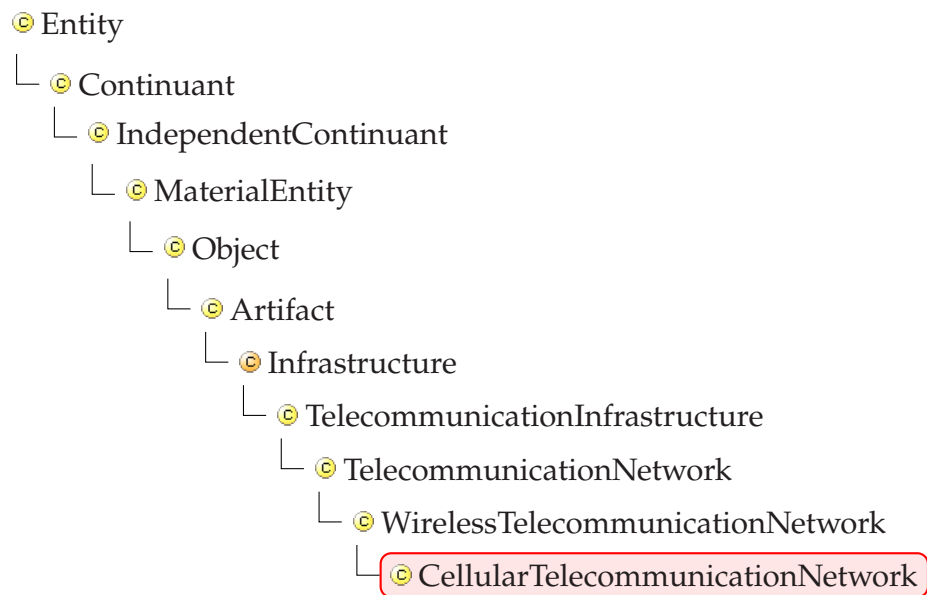 Entity
Continuant
IndependentContinuant
MaterialEntity
Object
Artifact
Infrastructure
TelecommunicationInfrastructure
TelecommunicationNetwork
WirelessTelecommunicationNetwork
CellularTelecommunicationNetwork